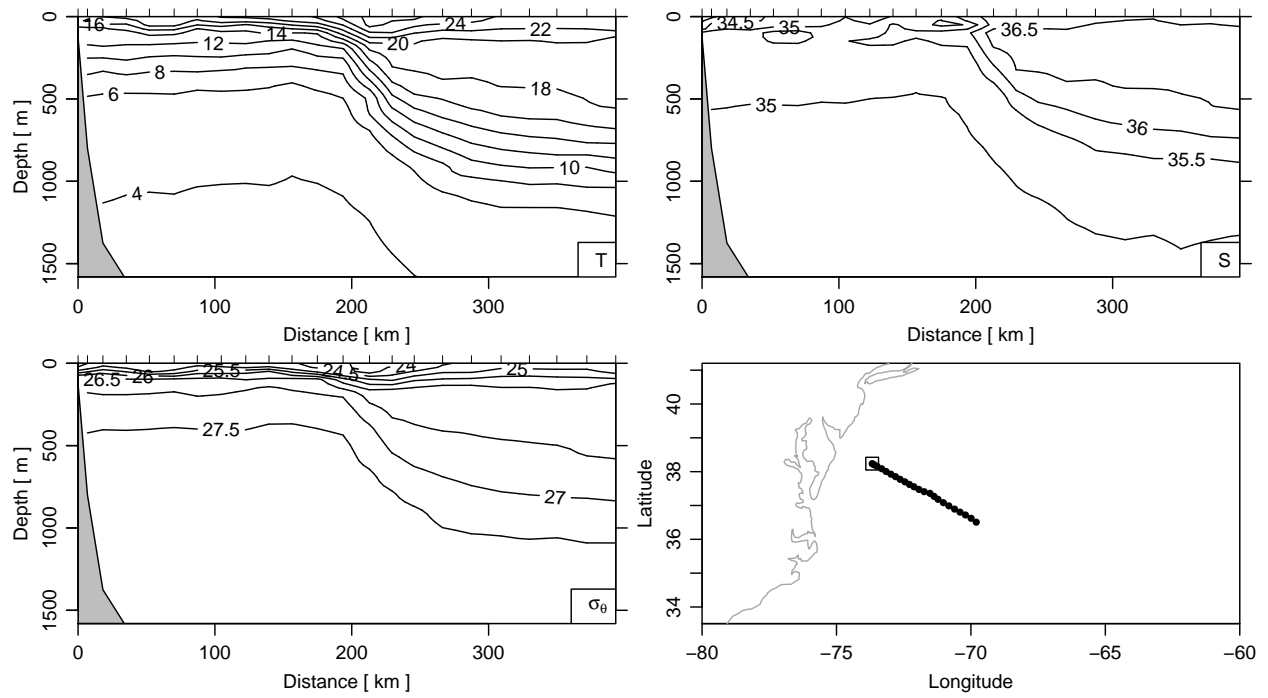 0
500
1000
1500
Depth [ m ]
16
14
12
8
6
4
24
22
20
18
10
T
0 100 200 300
Distance [ km ]
0
500
1000
1500
Depth [ m ]
34.5
35
36.5
35
36
35.5
S
0 100 200 300
Distance [ km ]
0
500
1000
1500
Depth [ m ]
26.5
26
25.5
24.5
24
25
27.5
27
σθ
0 100 200 300
Distance [ km ]
40
38
36
34
Latitude
−80 −75 −70 −65 −60
Longitude